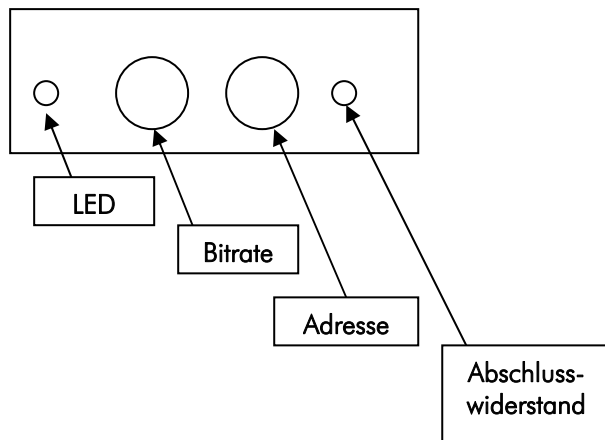 LED
Bitrate
Adresse
Abschluss-
widerstand